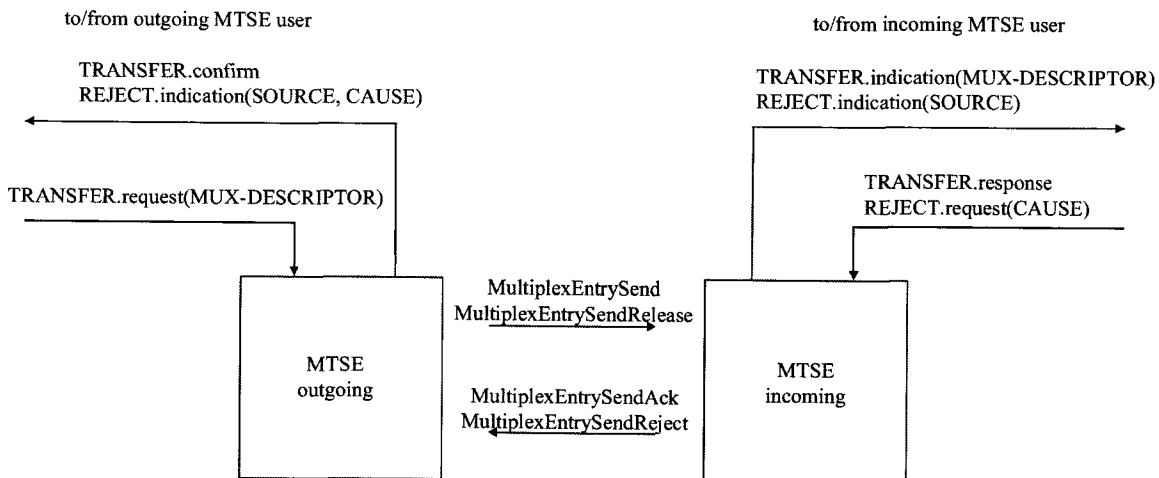 to/from outgoing MTSE user
to/from incoming MTSE user
TRANSFER.confirm
REJECT.indication(SOURCE, CAUSE)
TRANSFER.indication(MUX-DESCRIPTOR)
REJECT.indication(SOURCE)
TRANSFER.request(MUX-DESCRIPTOR)
TRANSFER.response
REJECT.request(CAUSE)
MultiplexEntrySend
MultiplexEntrySendRelease
MTSE
outgoing
MTSE
incoming
MultiplexEntrySendAck
MultiplexEntrySendReject